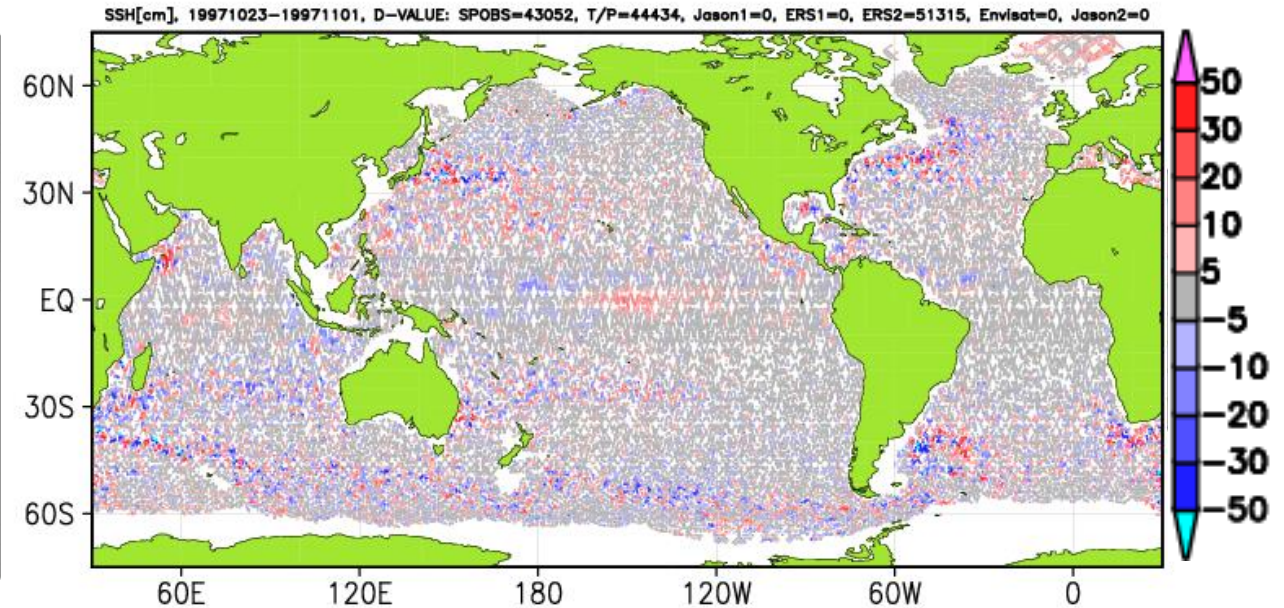 SSH[cm], 19971023-19971101, D-VALUE: SPOBS=43052, T/P=44434, Jason1=0, ERS1=0, ERS2=51315, Envisat=0, Jason2=0
60N
30N
EQ
30S
60S
60E
120E
180
120W
60W
0
50
30
20
10
5
−5
−10
−20
−30
−50